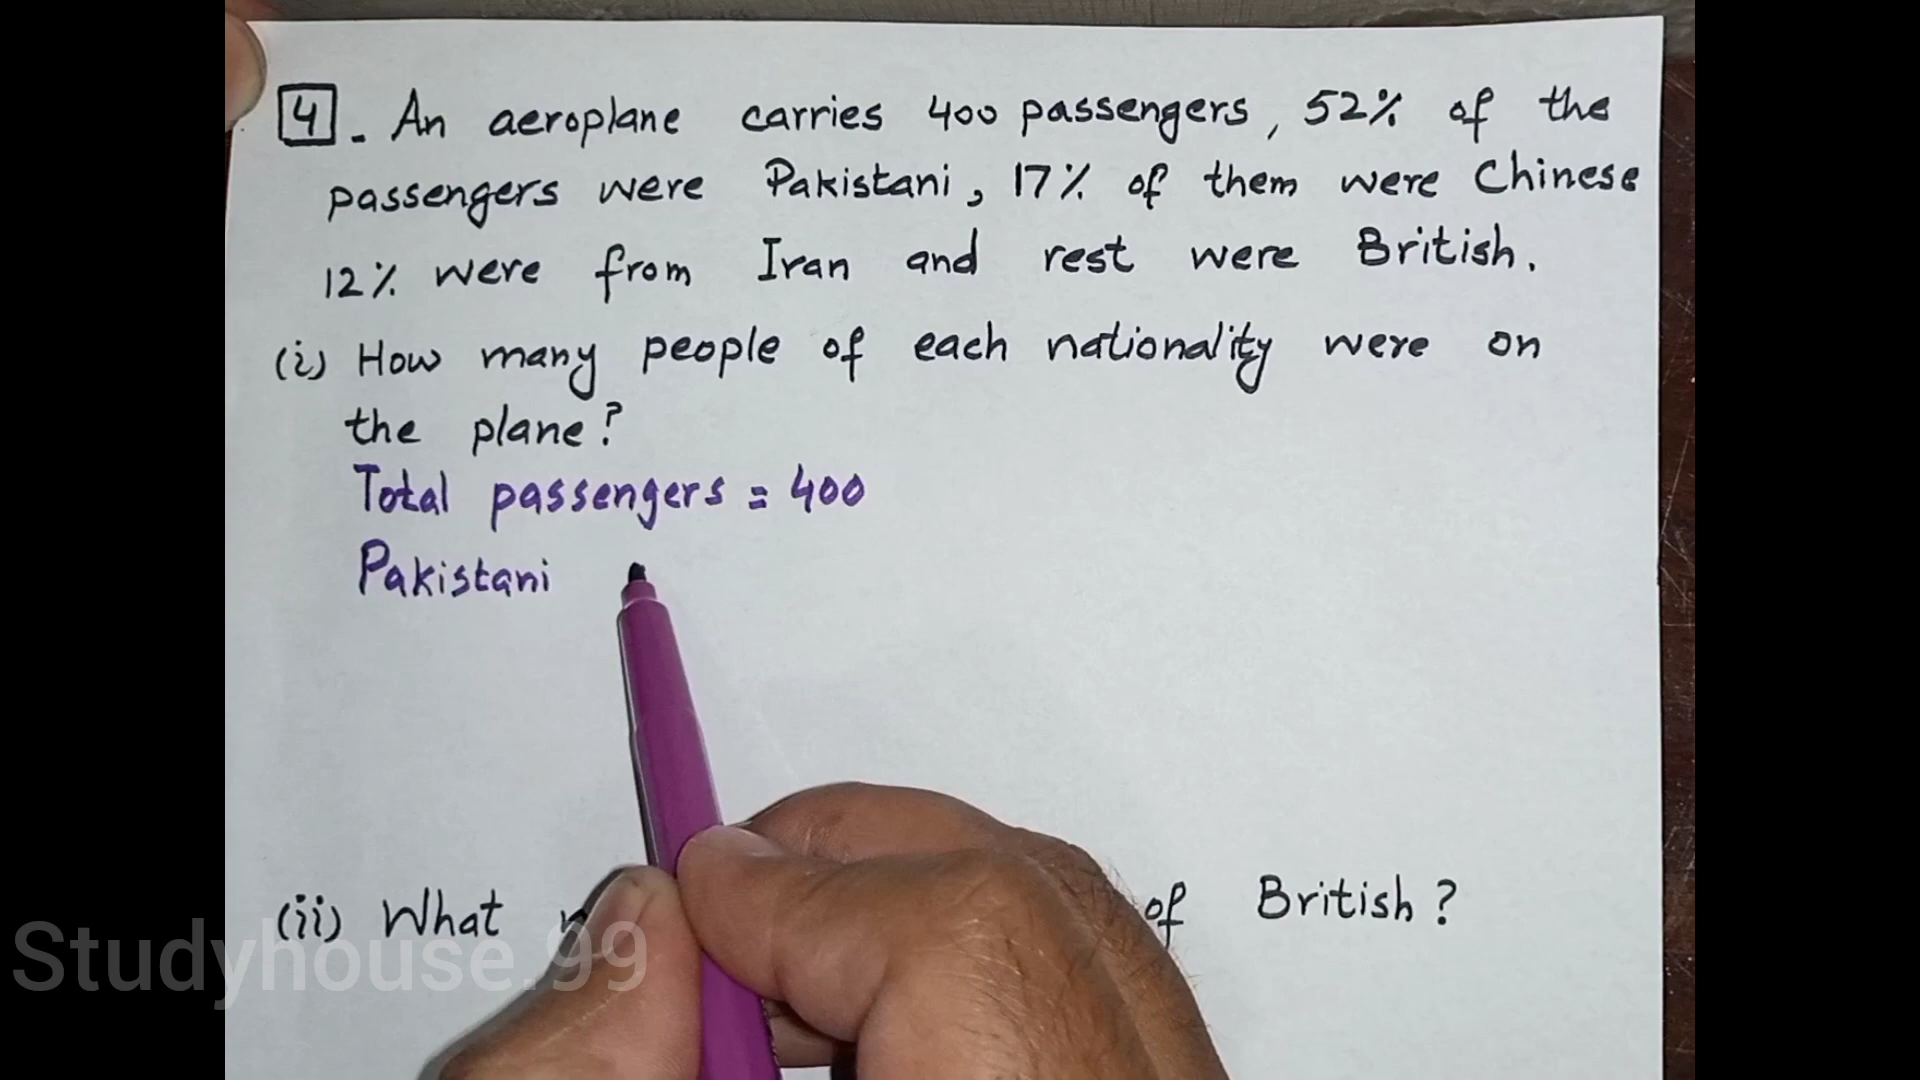 4. An aeroplane carries 400 passengers, 52% of the
passengers were Pakistani, 17% of them were Chinese
12% were from Iran and rest were British.
(i) How many people of each nationality were on
the plane?
Total passengers = 400
Pakistani
(ii) What of British?
Studyhouse.99